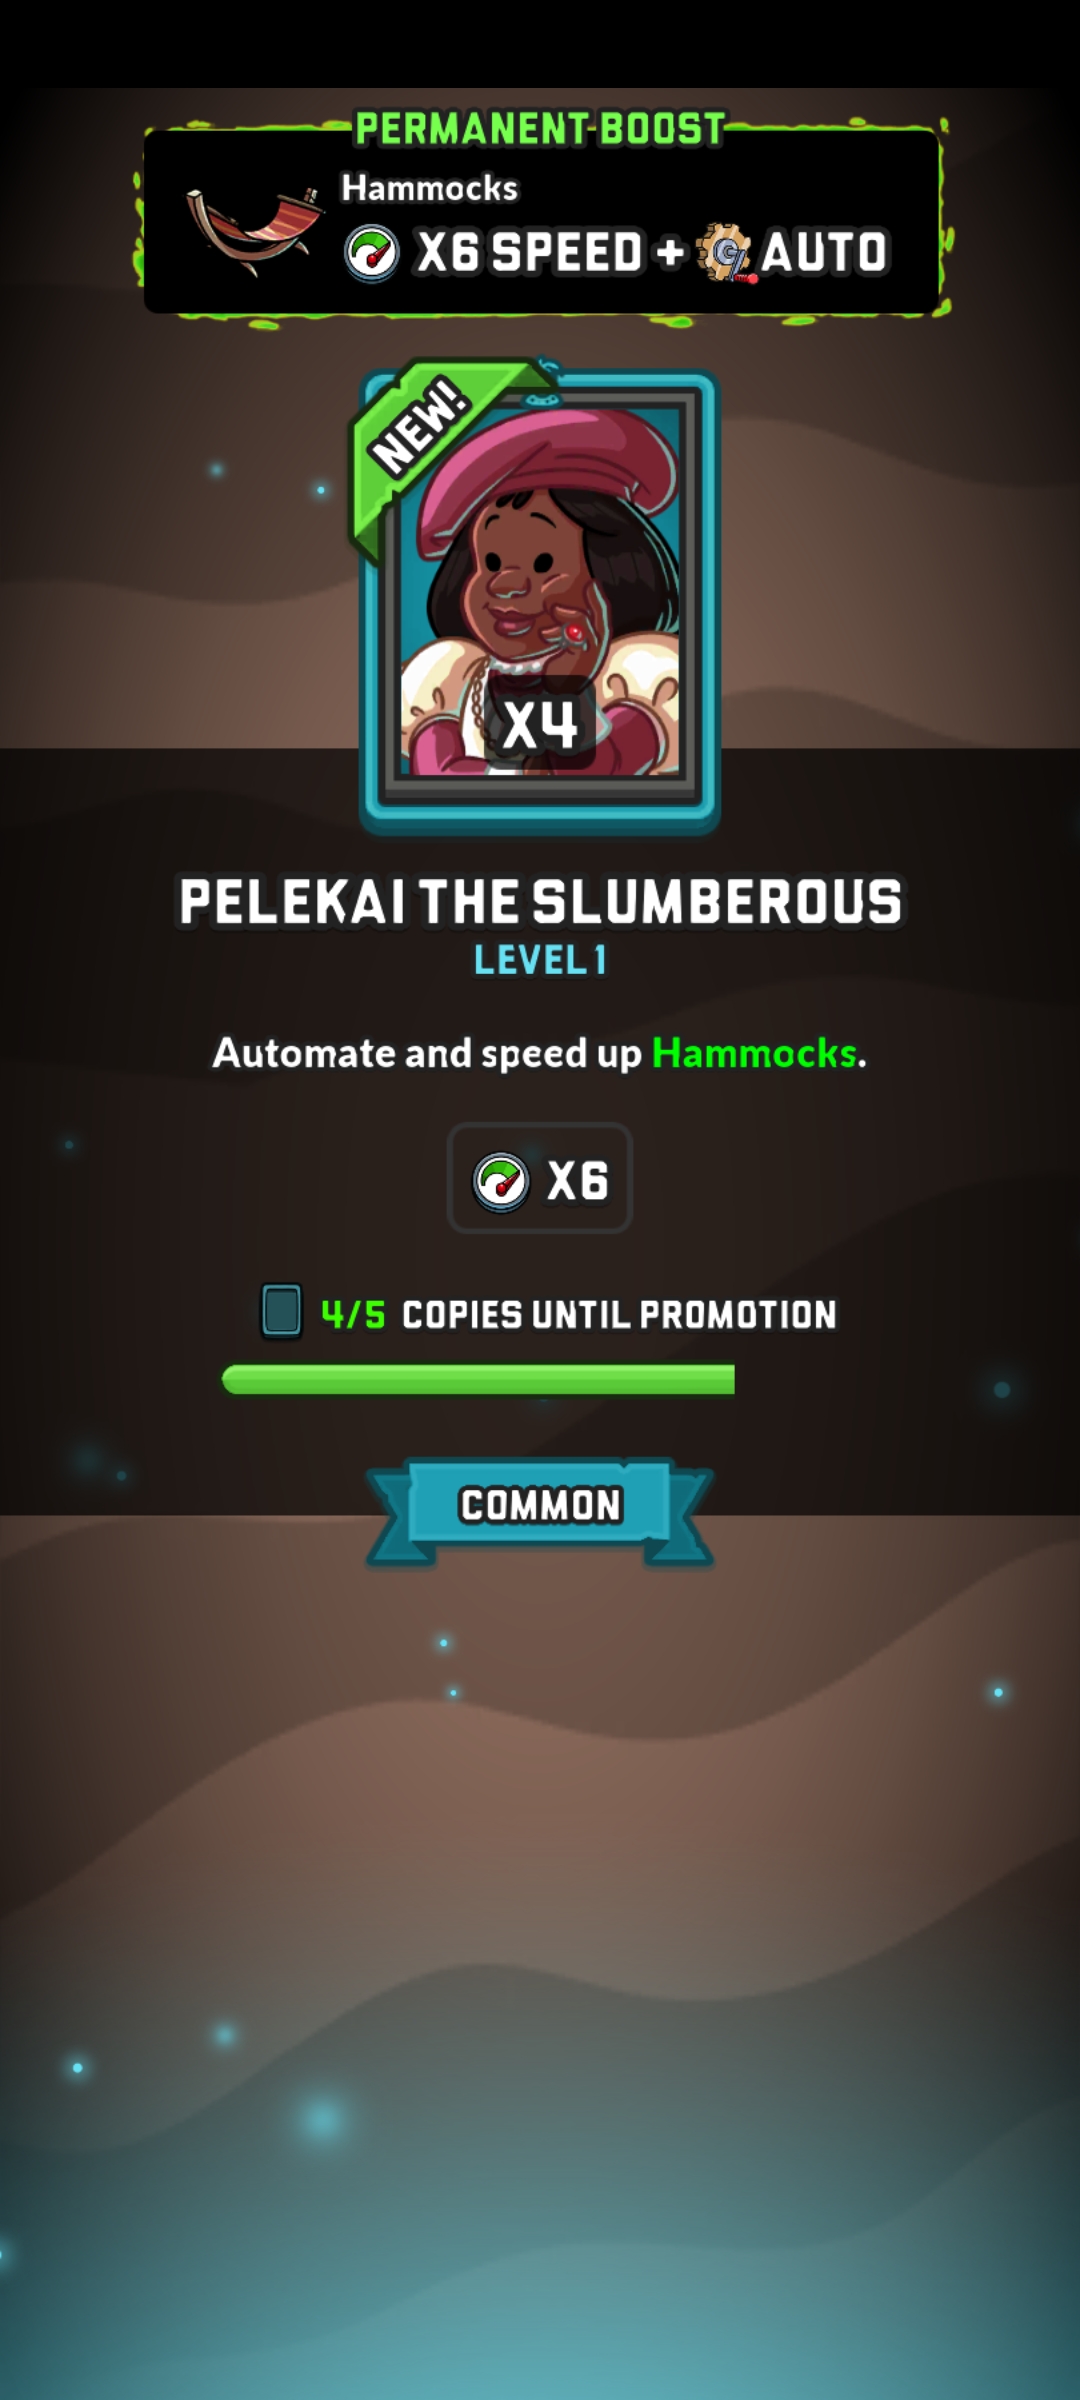 PERMANENT BOOST
Hammocks
X6 SPEED + AUTO
NEW!
X4
PELEKAI THE SLUMBEROUS
LEVEL 1
Automate and speed up Hammocks.
X6
4/5 COPIES UNTIL PROMOTION
COMMON